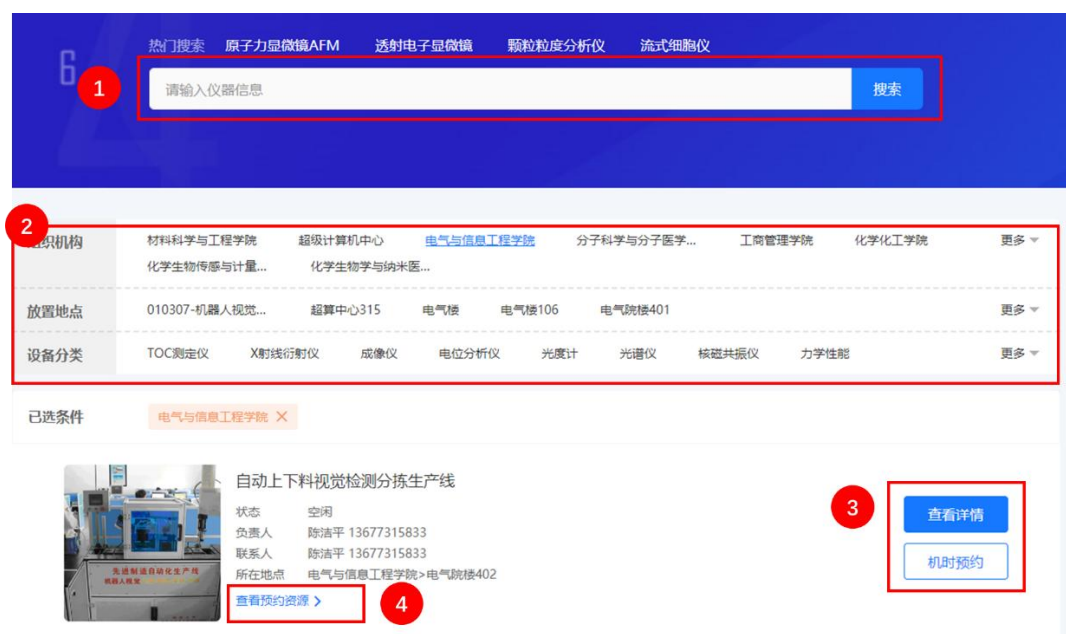 热门搜索 原子力显微镜AFM 透射电子显微镜 颗粒粒度分析仪 流式细胞仪
6
4
1
请输入仪器信息 搜索
2
组织机构 材料科学与工程学院 超级计算机中心 电气与信息工程学院 分子科学与分子医学... 工商管理学院 化学化工学院 更多
化学生物传感与计量... 化学生物学与纳米医...
放置地点 010307-机器人视觉... 超算中心315 电气楼 电气楼106 电气院楼401 更多
设备分类 TOC测定仪 X射线衍射仪 成像仪 电位分析仪 光度计 光谱仪 核磁共振仪 力学性能 更多
已选条件 电气与信息工程学院 ×
自动上下料视觉检测分拣生产线
状态 空闲
负责人 陈洁平 13677315833
联系人 陈洁平 13677315833
所在地点 电气与信息工程学院>电气院楼402
查看预约资源 >
4
先进制造自动化生产线
机器人视觉
3
查看详情
机时预约